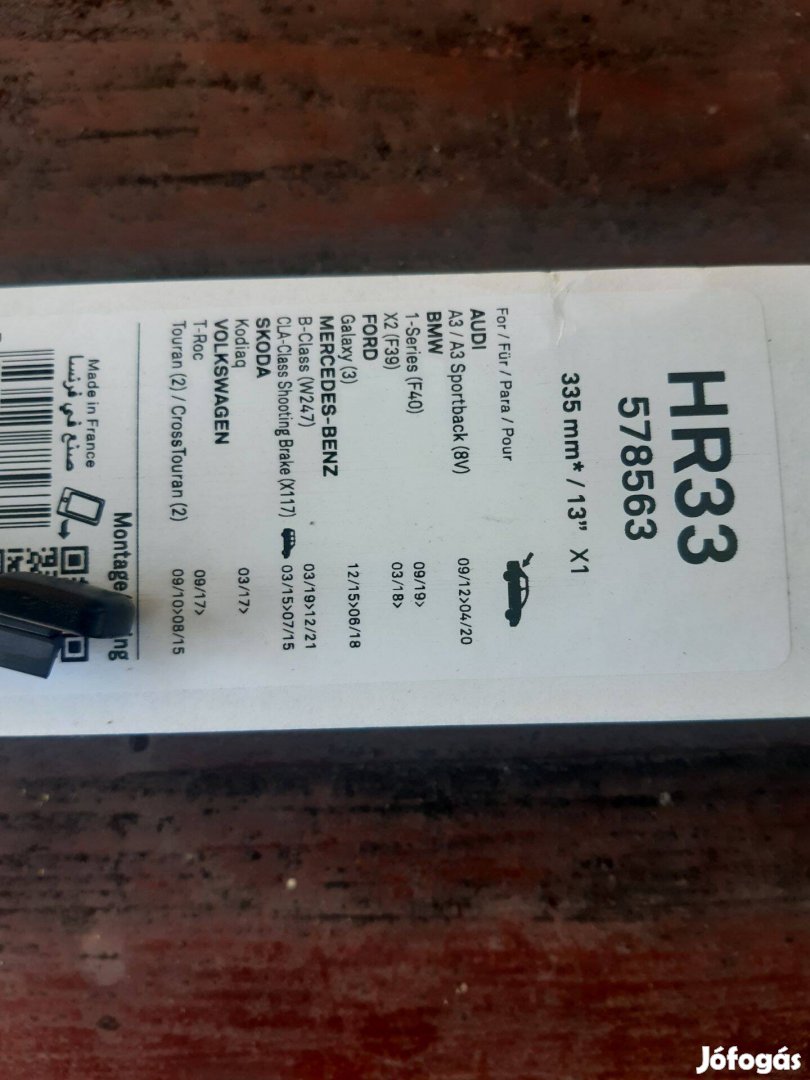 HR33
578563
335 mm* / 13" X1
For / Für / Para / Pour
AUDI
A3 / A3 Sportback (8V) 09/12>04/20
BMW
1-Series (F40) 09/19>
X2 (F39) 03/18>
FORD
Galaxy (3) 12/15>06/18
MERCEDES-BENZ
B-Class (W247) 03/19>12/21
CLA-Class Shooting Brake (X117) 03/15>07/15
SKODA
Kodiaq 03/17>
VOLKSWAGEN
T-Roc 09/17>
Touran (2) / CrossTouran (2) 09/10>08/15
Montage
Made in France
صنع في فرنسا
Jófogás